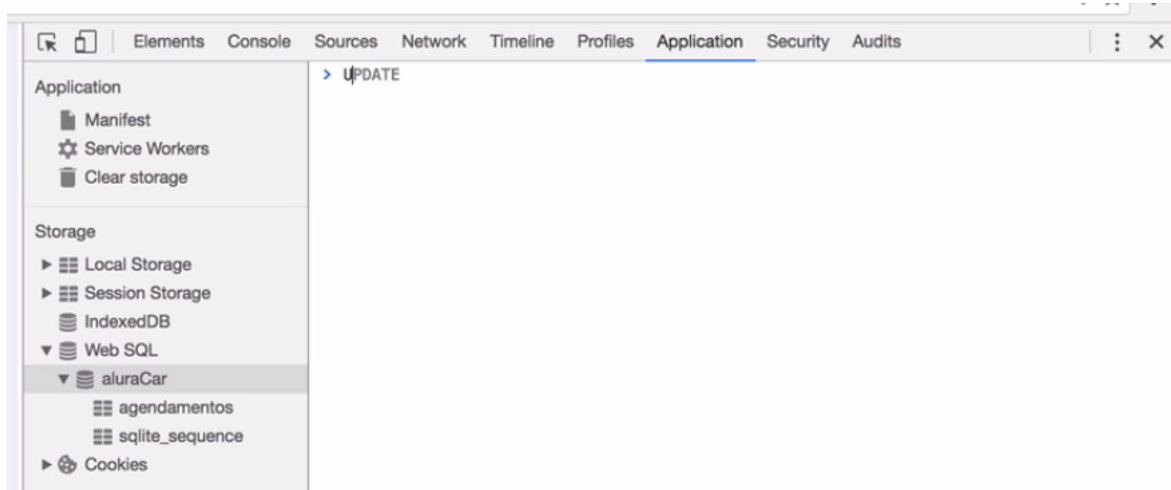 Elements Console Sources Network Timeline Profiles Application Security Audits
Application
Manifest
Service Workers
Clear storage
Storage
Local Storage
Session Storage
IndexedDB
Web SQL
aluraCar
agendamentos
sqlite_sequence
Cookies
> UPDATE